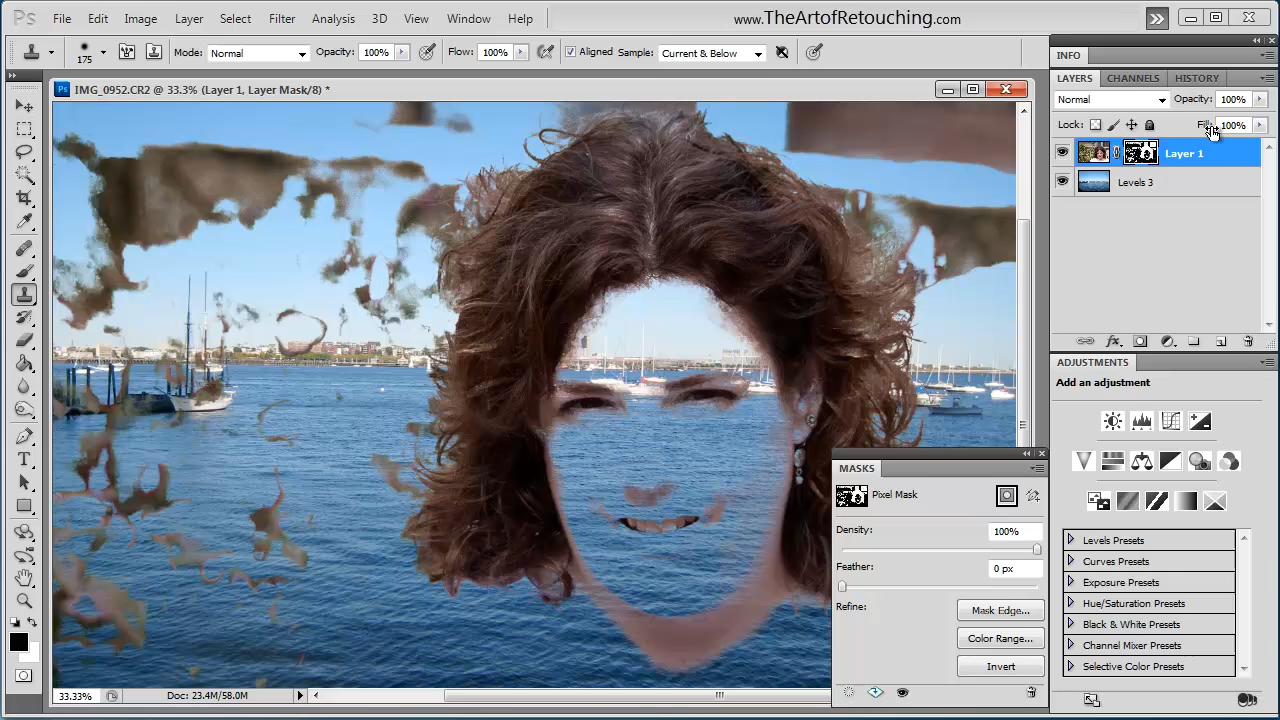 Ps File Edit Image Layer Select Filter Analysis 3D View Window Help www.TheArtofRetouching.com
175 Mode: Normal Opacity: 100% Flow: 100% Aligned Sample: Current & Below
IMG_0952.CR2 @ 33.3% (Layer 1, Layer Mask/8) *
INFO
LAYERS CHANNELS HISTORY
Normal Opacity: 100%
Lock: Fill: 100%
Layer 1
Levels 3
ADJUSTMENTS
Add an adjustment
MASKS
Pixel Mask
Density: 100%
Feather: 0 px
Refine: Mask Edge...
Color Range...
Invert
Levels Presets
Curves Presets
Exposure Presets
Hue/Saturation Presets
Black & White Presets
Channel Mixer Presets
Selective Color Presets
33.33% Doc: 23.4M/58.0M